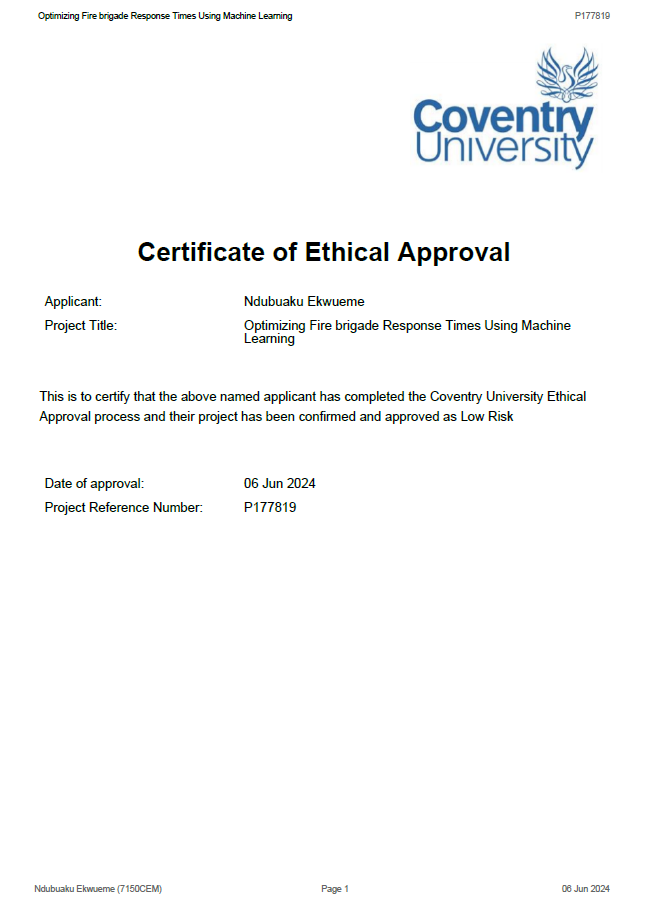 Optimizing Fire brigade Response Times Using Machine Learning P177819
Coventry
University
Certificate of Ethical Approval
Applicant: Ndubuaku Ekwueme
Project Title: Optimizing Fire brigade Response Times Using Machine
Learning
This is to certify that the above named applicant has completed the Coventry University Ethical
Approval process and their project has been confirmed and approved as Low Risk
Date of approval: 06 Jun 2024
Project Reference Number: P177819
Ndubuaku Ekwueme (7150CEM) Page 1 06 Jun 2024